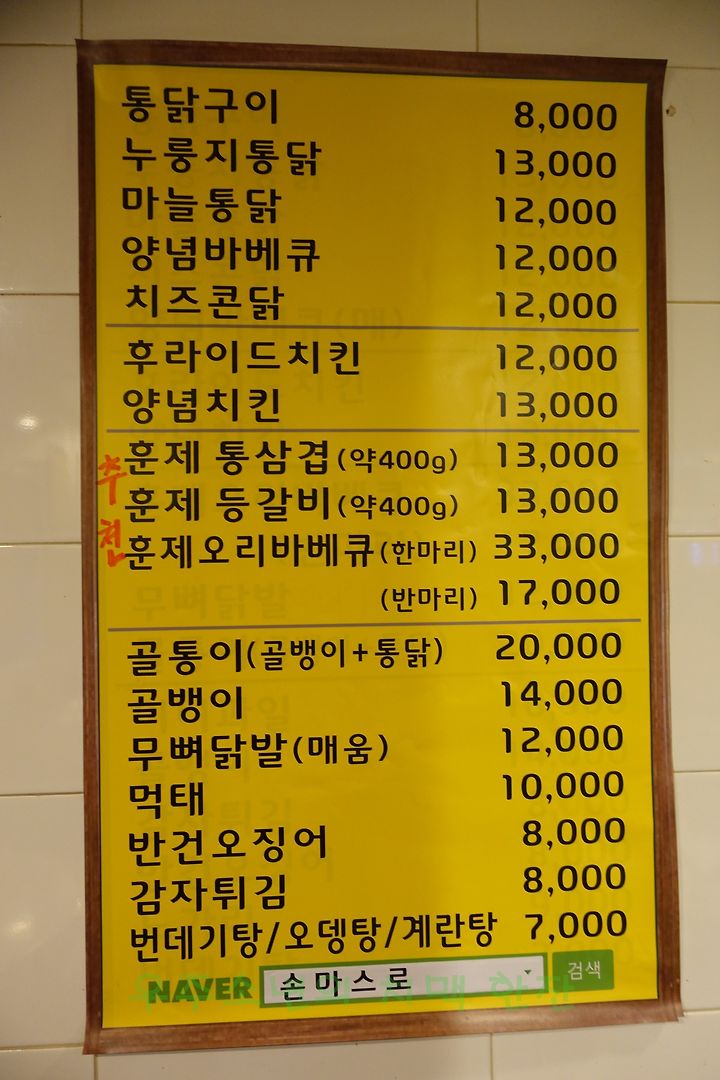 통닭구이 8,000
누룽지통닭 13,000
마늘통닭 12,000
양념바베큐 12,000
치즈콘닭 12,000
후라이드치킨 12,000
양념치킨 13,000
추천
훈제 통삼겹(약400g) 13,000
훈제 등갈비(약400g) 13,000
훈제오리바베큐(한마리) 33,000
(반마리) 17,000
골통이(골뱅이+통닭) 20,000
골뱅이 14,000
무뼈닭발(매움) 12,000
먹태 10,000
반건오징어 8,000
감자튀김 8,000
번데기탕/오뎅탕/계란탕 7,000
NAVER 손마스로 검색